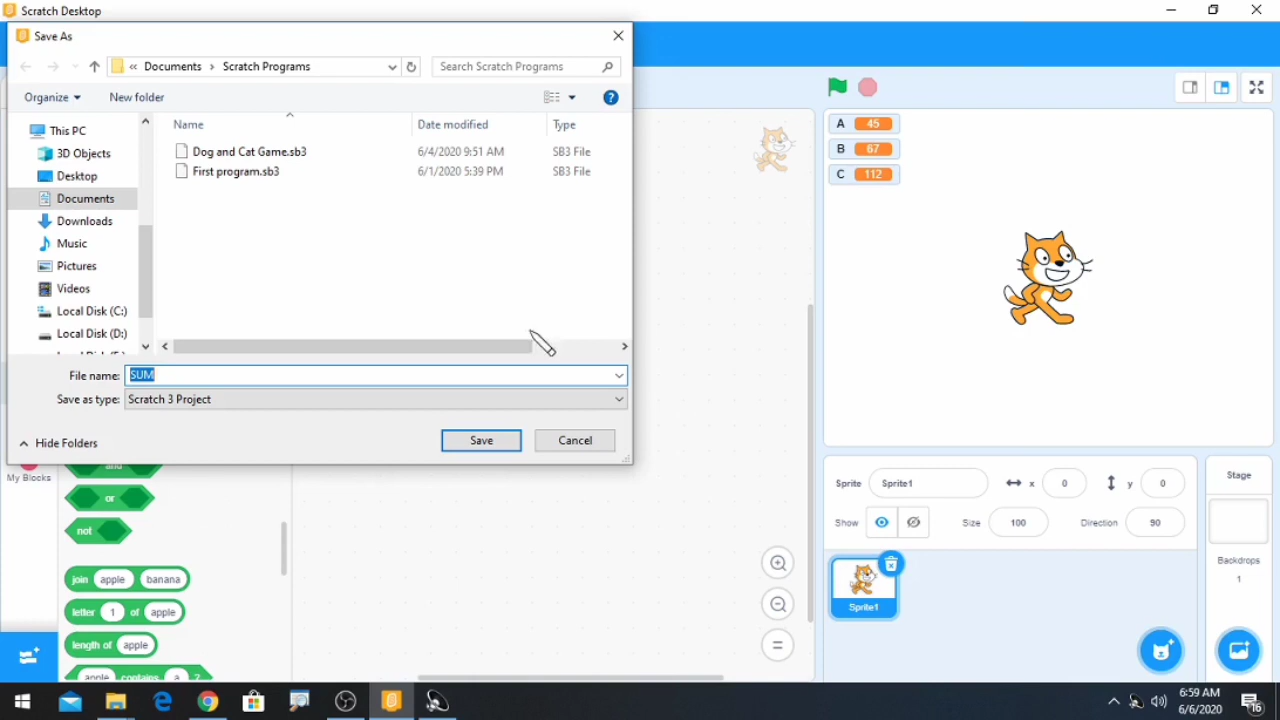 Scratch Desktop
Save As
« Documents › Scratch Programs
Search Scratch Programs
Organize
New folder
Name
Date modified
Type
This PC
3D Objects
Desktop
Documents
Downloads
Music
Pictures
Videos
Local Disk (C:)
Local Disk (D:)
Dog and Cat Game.sb3 6/4/2020 9:51 AM SB3 File
First program.sb3 6/1/2020 5:39 PM SB3 File
File name: SUM
Save as type: Scratch 3 Project
Hide Folders
Save
Cancel
A 45
B 67
C 112
My Blocks
and
or
not
join apple banana
letter 1 of apple
length of apple
apple contains a ?
Sprite Sprite1 x 0 y 0
Show Size 100 Direction 90
Sprite1
Stage
Backdrops
1
6:59 AM
6/6/2020
16